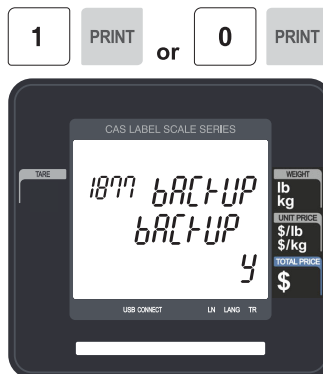 1 PRINT or 0 PRINT
CAS LABEL SCALE SERIES
TARE
1877 bACKUP
bACKUP
y
WEIGHT
lb
kg
UNIT PRICE
$/lb
$/kg
TOTAL PRICE
$
USB CONNECT LN LANG TR